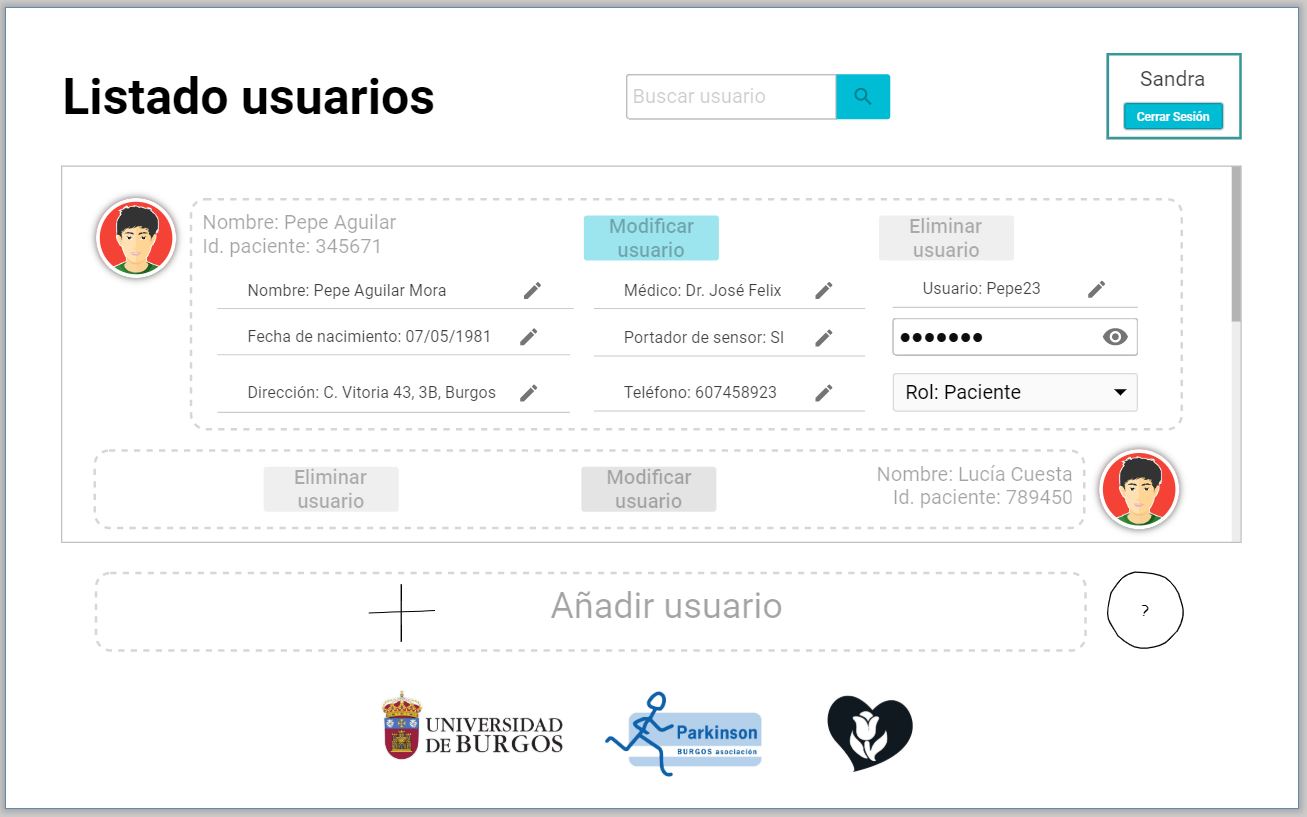 Listado usuarios
Buscar usuario
Sandra
Cerrar Sesión
Nombre: Pepe Aguilar
Id. paciente: 345671
Modificar
usuario
Eliminar
usuario
Nombre: Pepe Aguilar Mora
Médico: Dr. José Felix
Usuario: Pepe23
Fecha de nacimiento: 07/05/1981
Portador de sensor: SI
●●●●●●●
Dirección: C. Vitoria 43, 3B, Burgos
Teléfono: 607458923
Rol: Paciente
Eliminar
usuario
Modificar
usuario
Nombre: Lucía Cuesta
Id. paciente: 789450
Añadir usuario
?
UNIVERSIDAD
DE BURGOS
Parkinson
BURGOS asociación